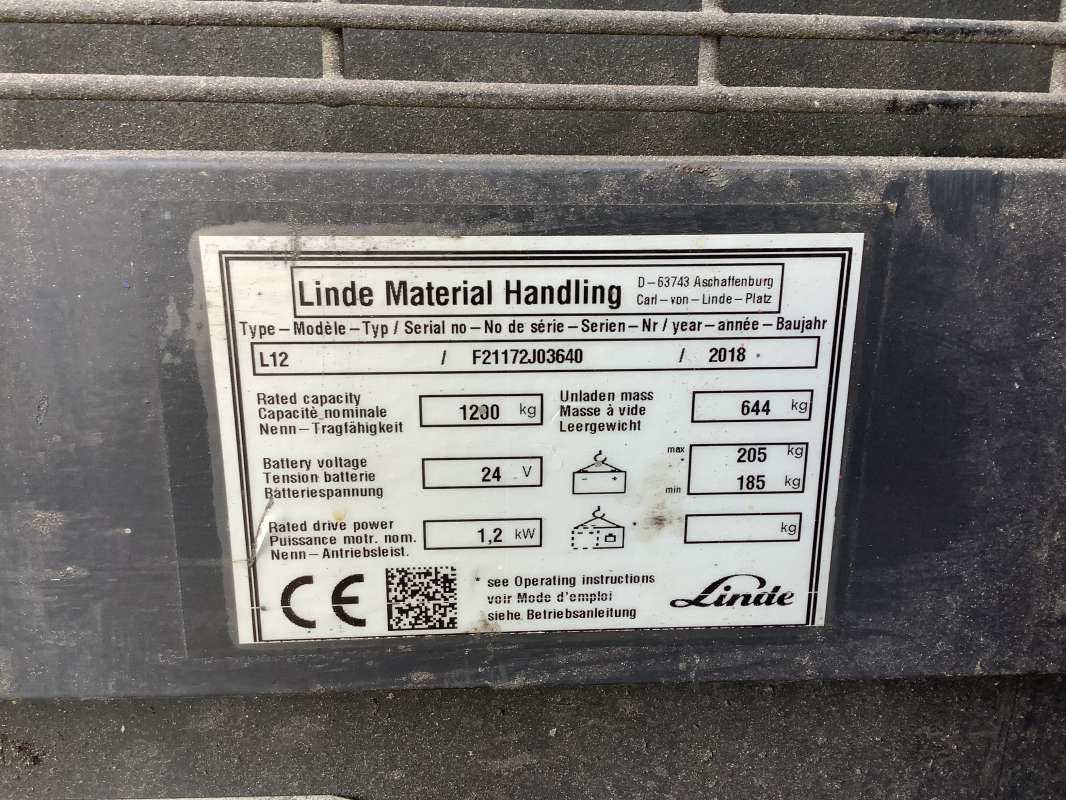 Linde Material Handling
D-63743 Aschaffenburg
Carl-von-Linde-Platz
Type-Modèle-Typ / Serial no-No de série-Serien-Nr / year-année-Baujahr
L12 / F21172J03640 / 2018
Rated capacity
Capacitè nominale
Nenn-Tragfähigkeit
1200 kg
Unladen mass
Masse à vide
Leergewicht
644 kg
Battery voltage
Tension batterie
Batteriespannung
24 V
- +
max 205 kg
min 185 kg
Rated drive power
Puissance motr. nom.
Nenn-Antriebsleist.
1,2 kW
kg
CE
* see Operating instructions
voir Mode d'emploi
siehe Betriebsanleitung
Linde